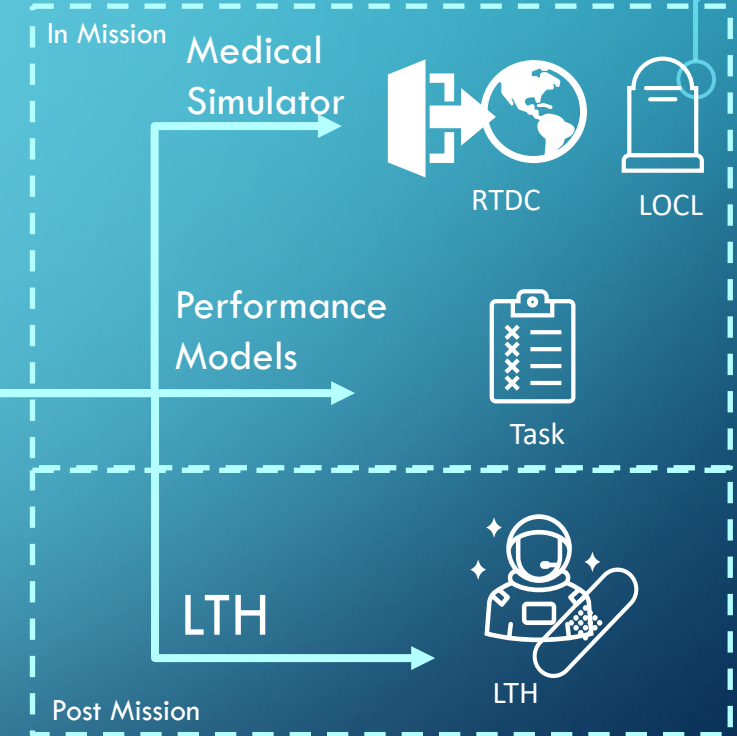 In Mission
Medical
Simulator
RTDC
LOCL
Performance
Models
Task
LTH
LTH
Post Mission